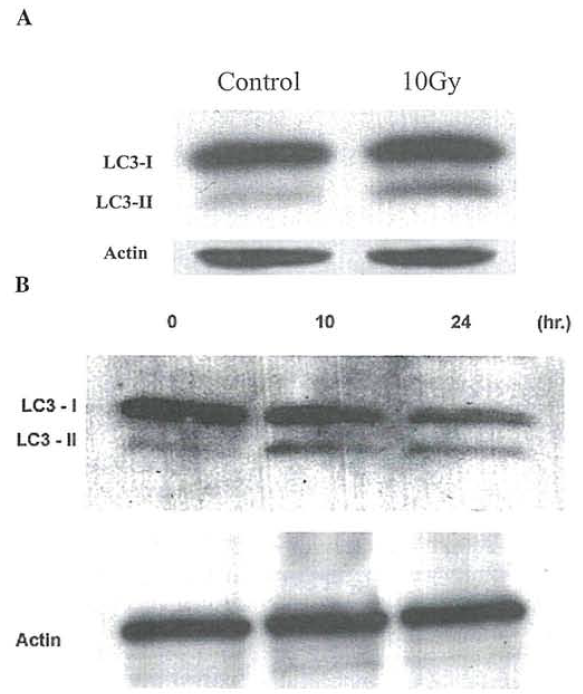 A
Control 10Gy
LC3-I
LC3-II
Actin
B
0 10 24 (hr.)
LC3 - I
LC3 - II
Actin